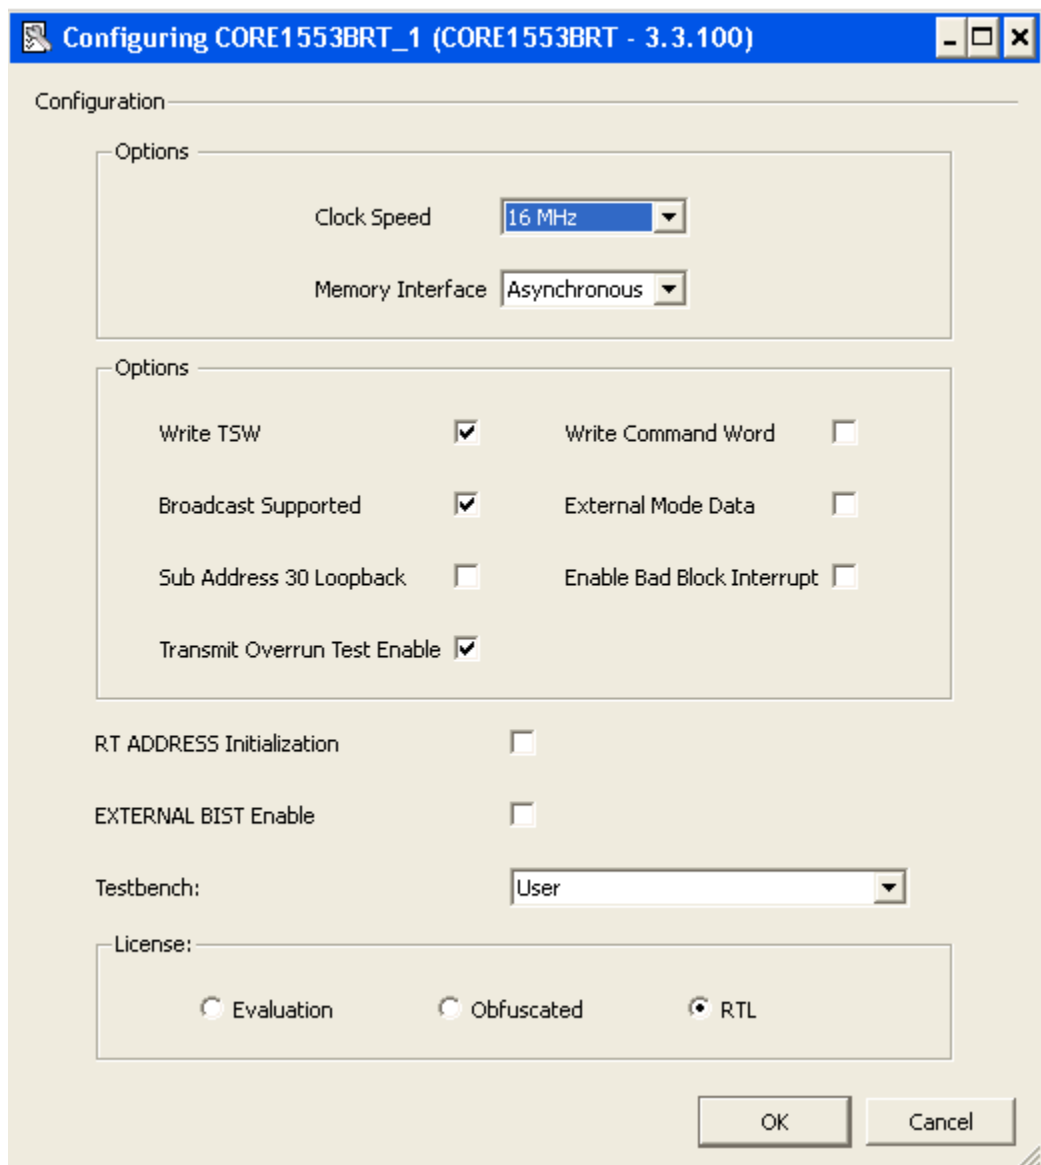 Configuring CORE1553BRT_1 (CORE1553BRT - 3.3.100)
Configuration
Options
Clock Speed 16 MHz
Memory Interface Asynchronous
Options
Write TSW Write Command Word
Broadcast Supported External Mode Data
Sub Address 30 Loopback Enable Bad Block Interrupt
Transmit Overrun Test Enable
RT ADDRESS Initialization
EXTERNAL BIST Enable
Testbench: User
License:
Evaluation Obfuscated RTL
OK Cancel